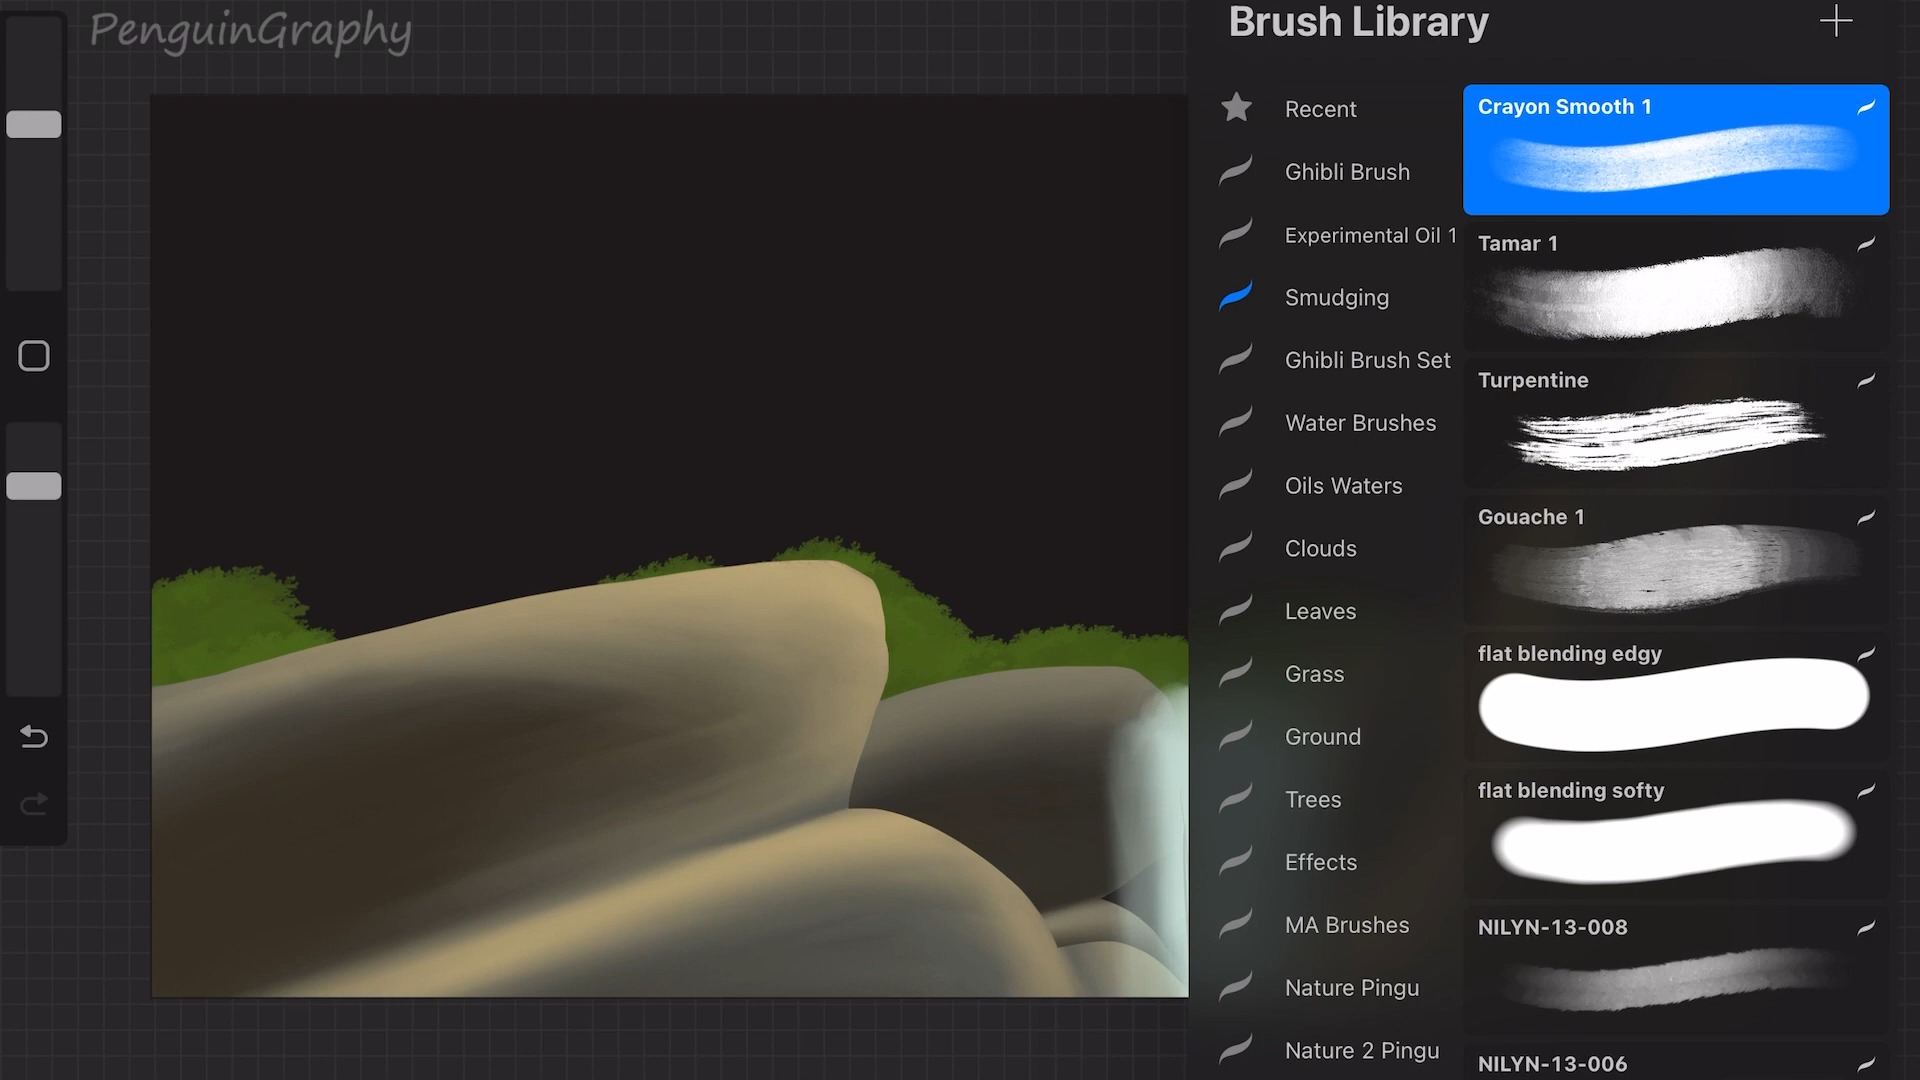 PenguinGraphy
Brush Library
Recent
Ghibli Brush
Experimental Oil 1
Smudging
Ghibli Brush Set
Water Brushes
Oils Waters
Clouds
Leaves
Grass
Ground
Trees
Effects
MA Brushes
Nature Pingu
Nature 2 Pingu
Crayon Smooth 1
Tamar 1
Turpentine
Gouache 1
flat blending edgy
flat blending softy
NILYN-13-008
NILYN-13-006